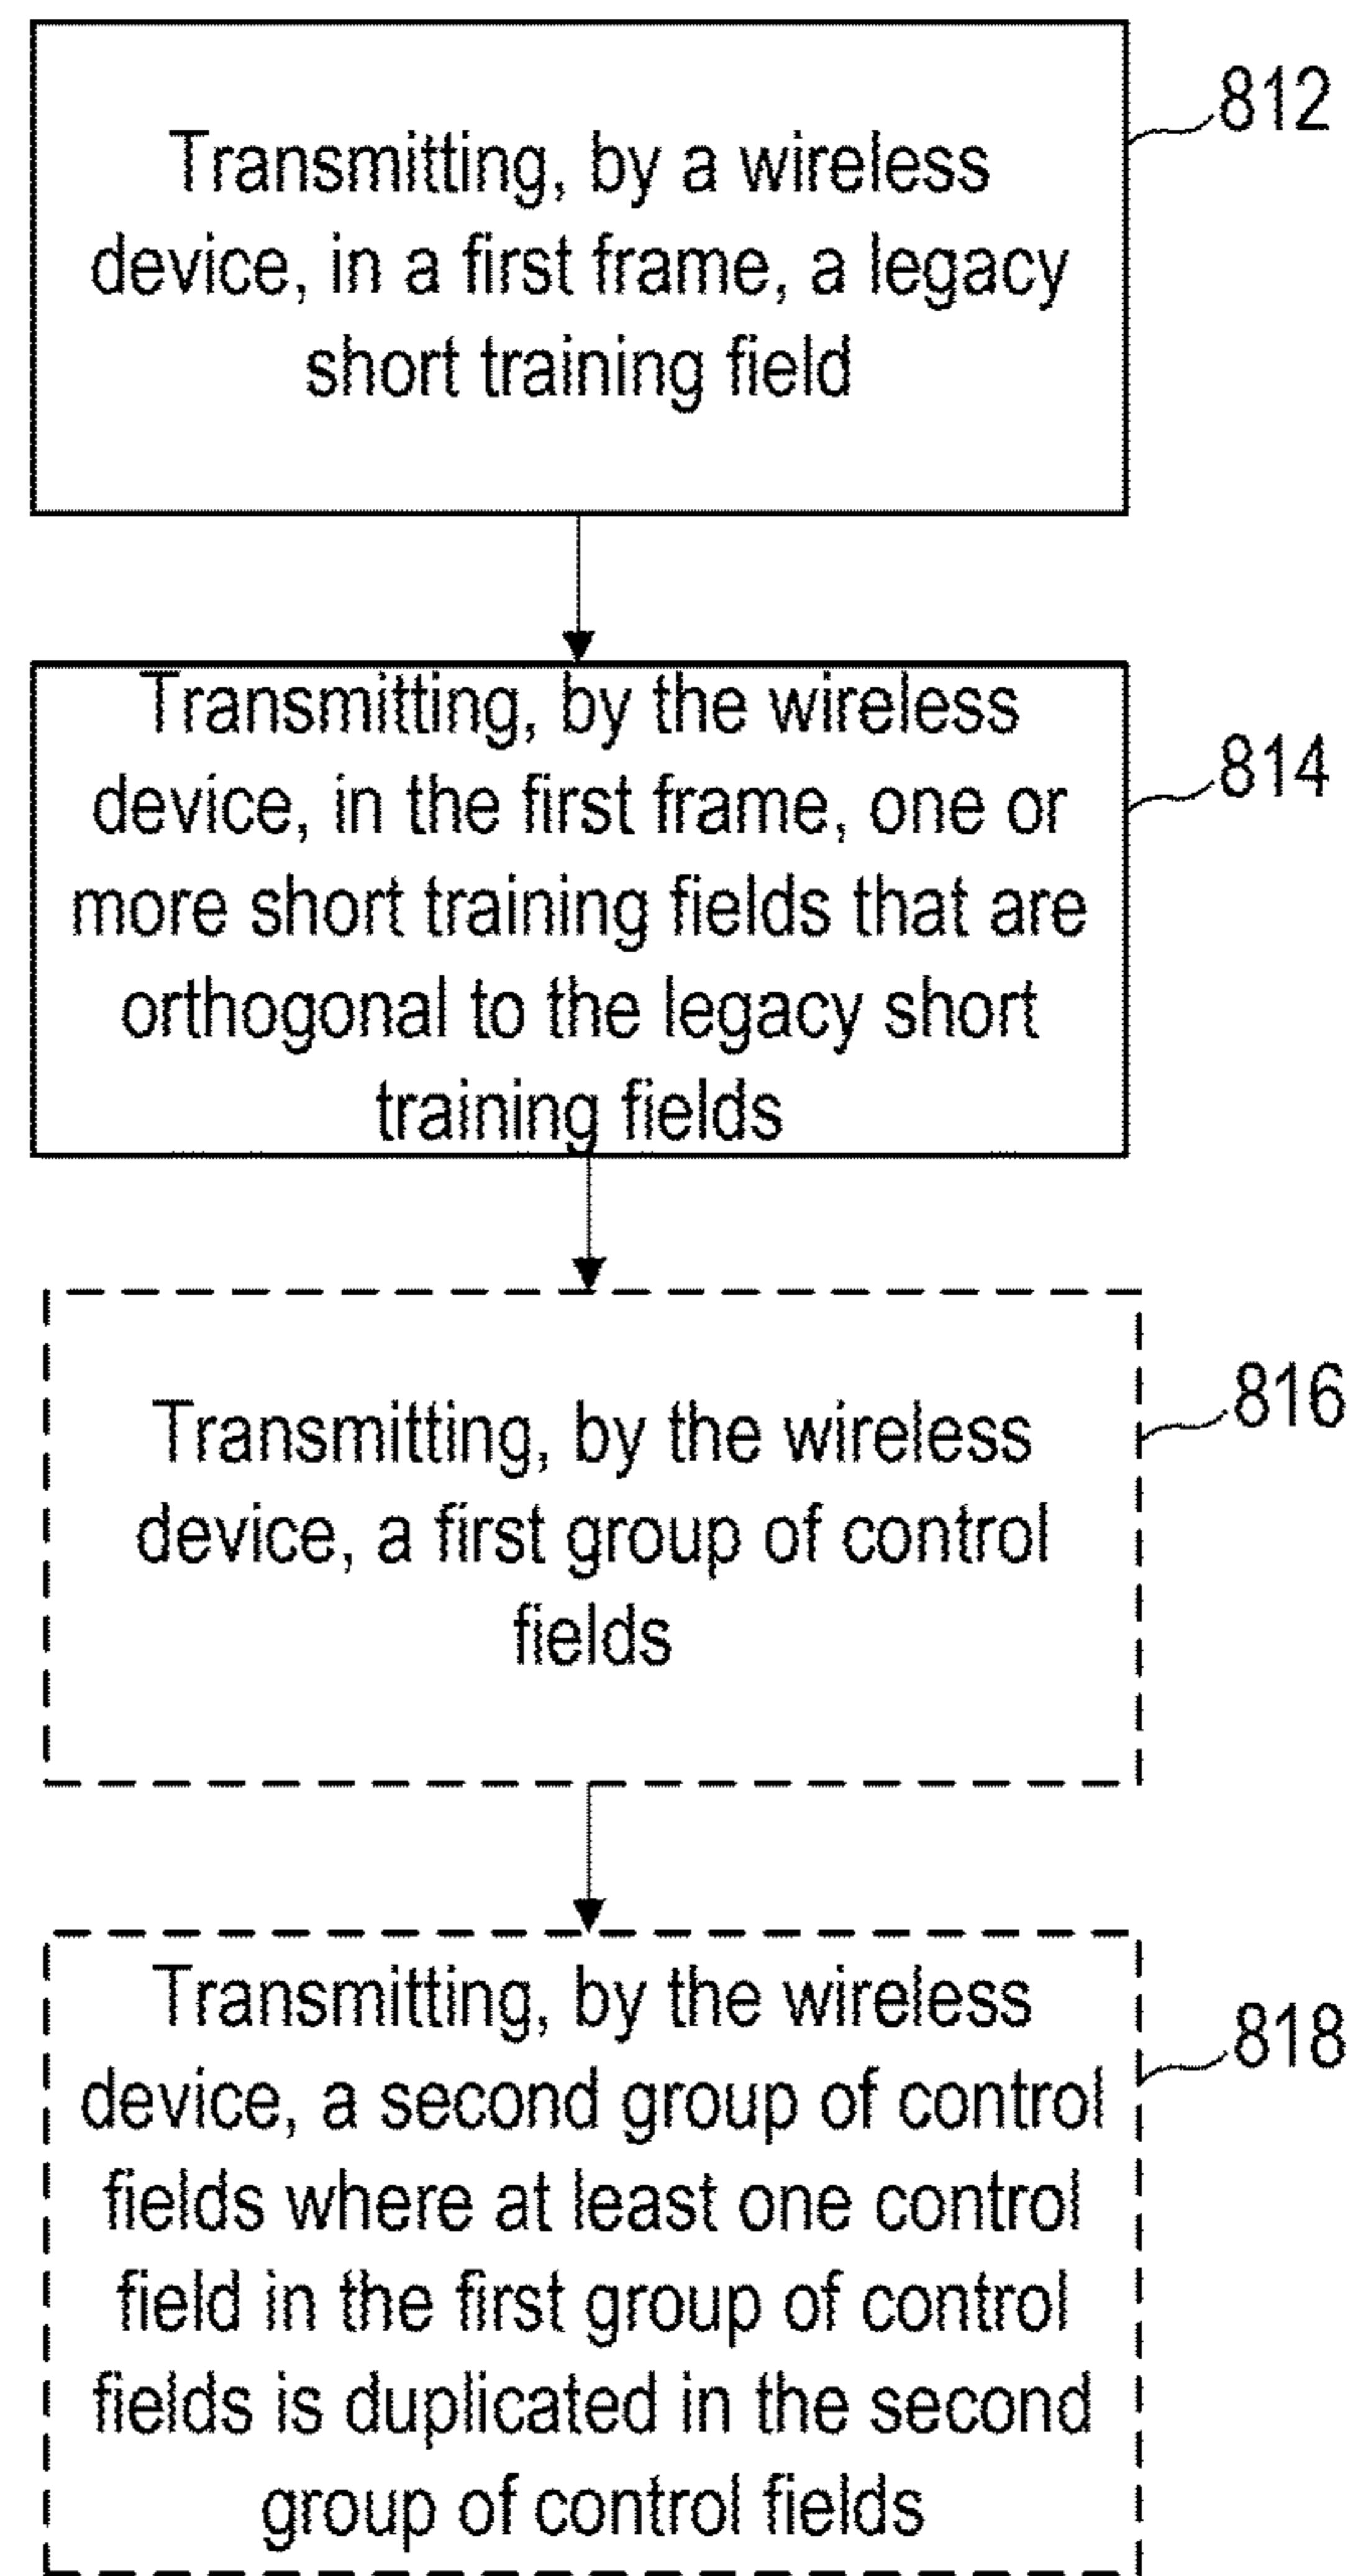 812
Transmitting, by a wireless
device, in a first frame, a legacy
short training field
814
Transmitting, by the wireless
device, in the first frame, one or
more short training fields that are
orthogonal to the legacy short
training fields
816
Transmitting, by the wireless
device, a first group of control
fields
818
Transmitting, by the wireless
device, a second group of control
fields where at least one control
field in the first group of control
fields is duplicated in the second
group of control fields